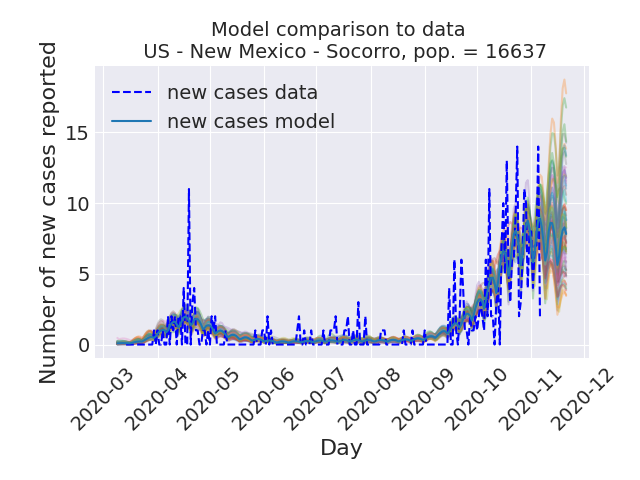 Model comparison to data
US - New Mexico - Socorro, pop. = 16637
new cases data
new cases model
Number of new cases reported
15
10
5
0
2020-03
2020-04
2020-05
2020-06
2020-07
2020-08
2020-09
2020-10
2020-11
2020-12
Day